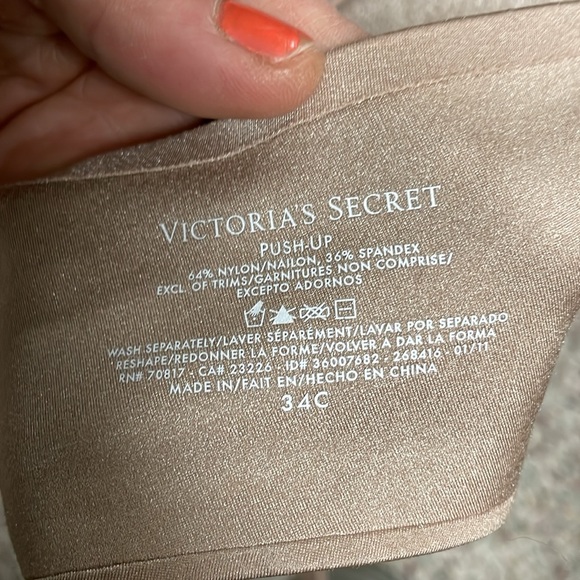 VICTORIA'S SECRET
PUSH-UP
64% NYLON/NAILON, 36% SPANDEX
EXCL. OF TRIMS/GARNITURES NON COMPRISE/
EXCEPTO ADORNOS
WASH SEPARATELY/LAVER SÉPARÉMENT/LAVAR POR SEPARADO
RESHAPE/REDONNER LA FORME/VOLVER A DAR LA FORMA
RN# 70817 - CA# 23226 - ID# 36007682 - 268416 - 01/11
MADE IN/FAIT EN/HECHO EN CHINA
34C